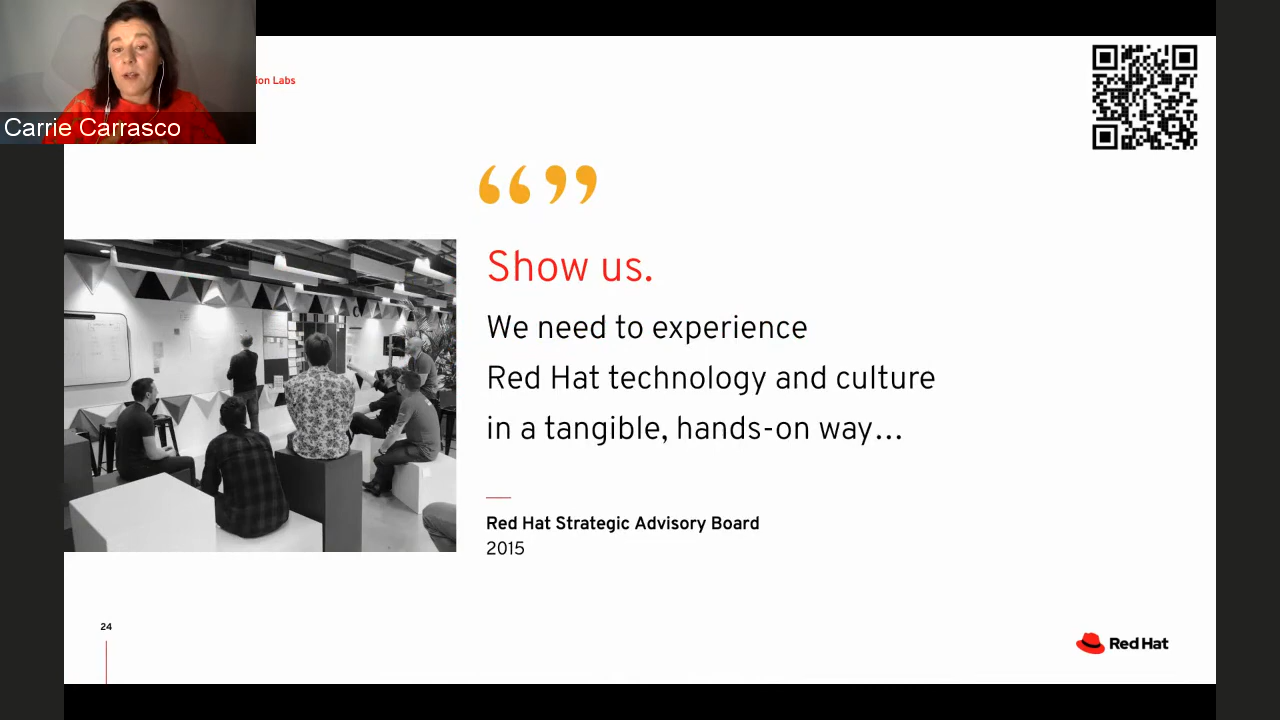 Carrie Carrasco
ion Labs
“ ”
Show us.
We need to experience
Red Hat technology and culture
in a tangible, hands-on way...
Red Hat Strategic Advisory Board
2015
24
Red Hat